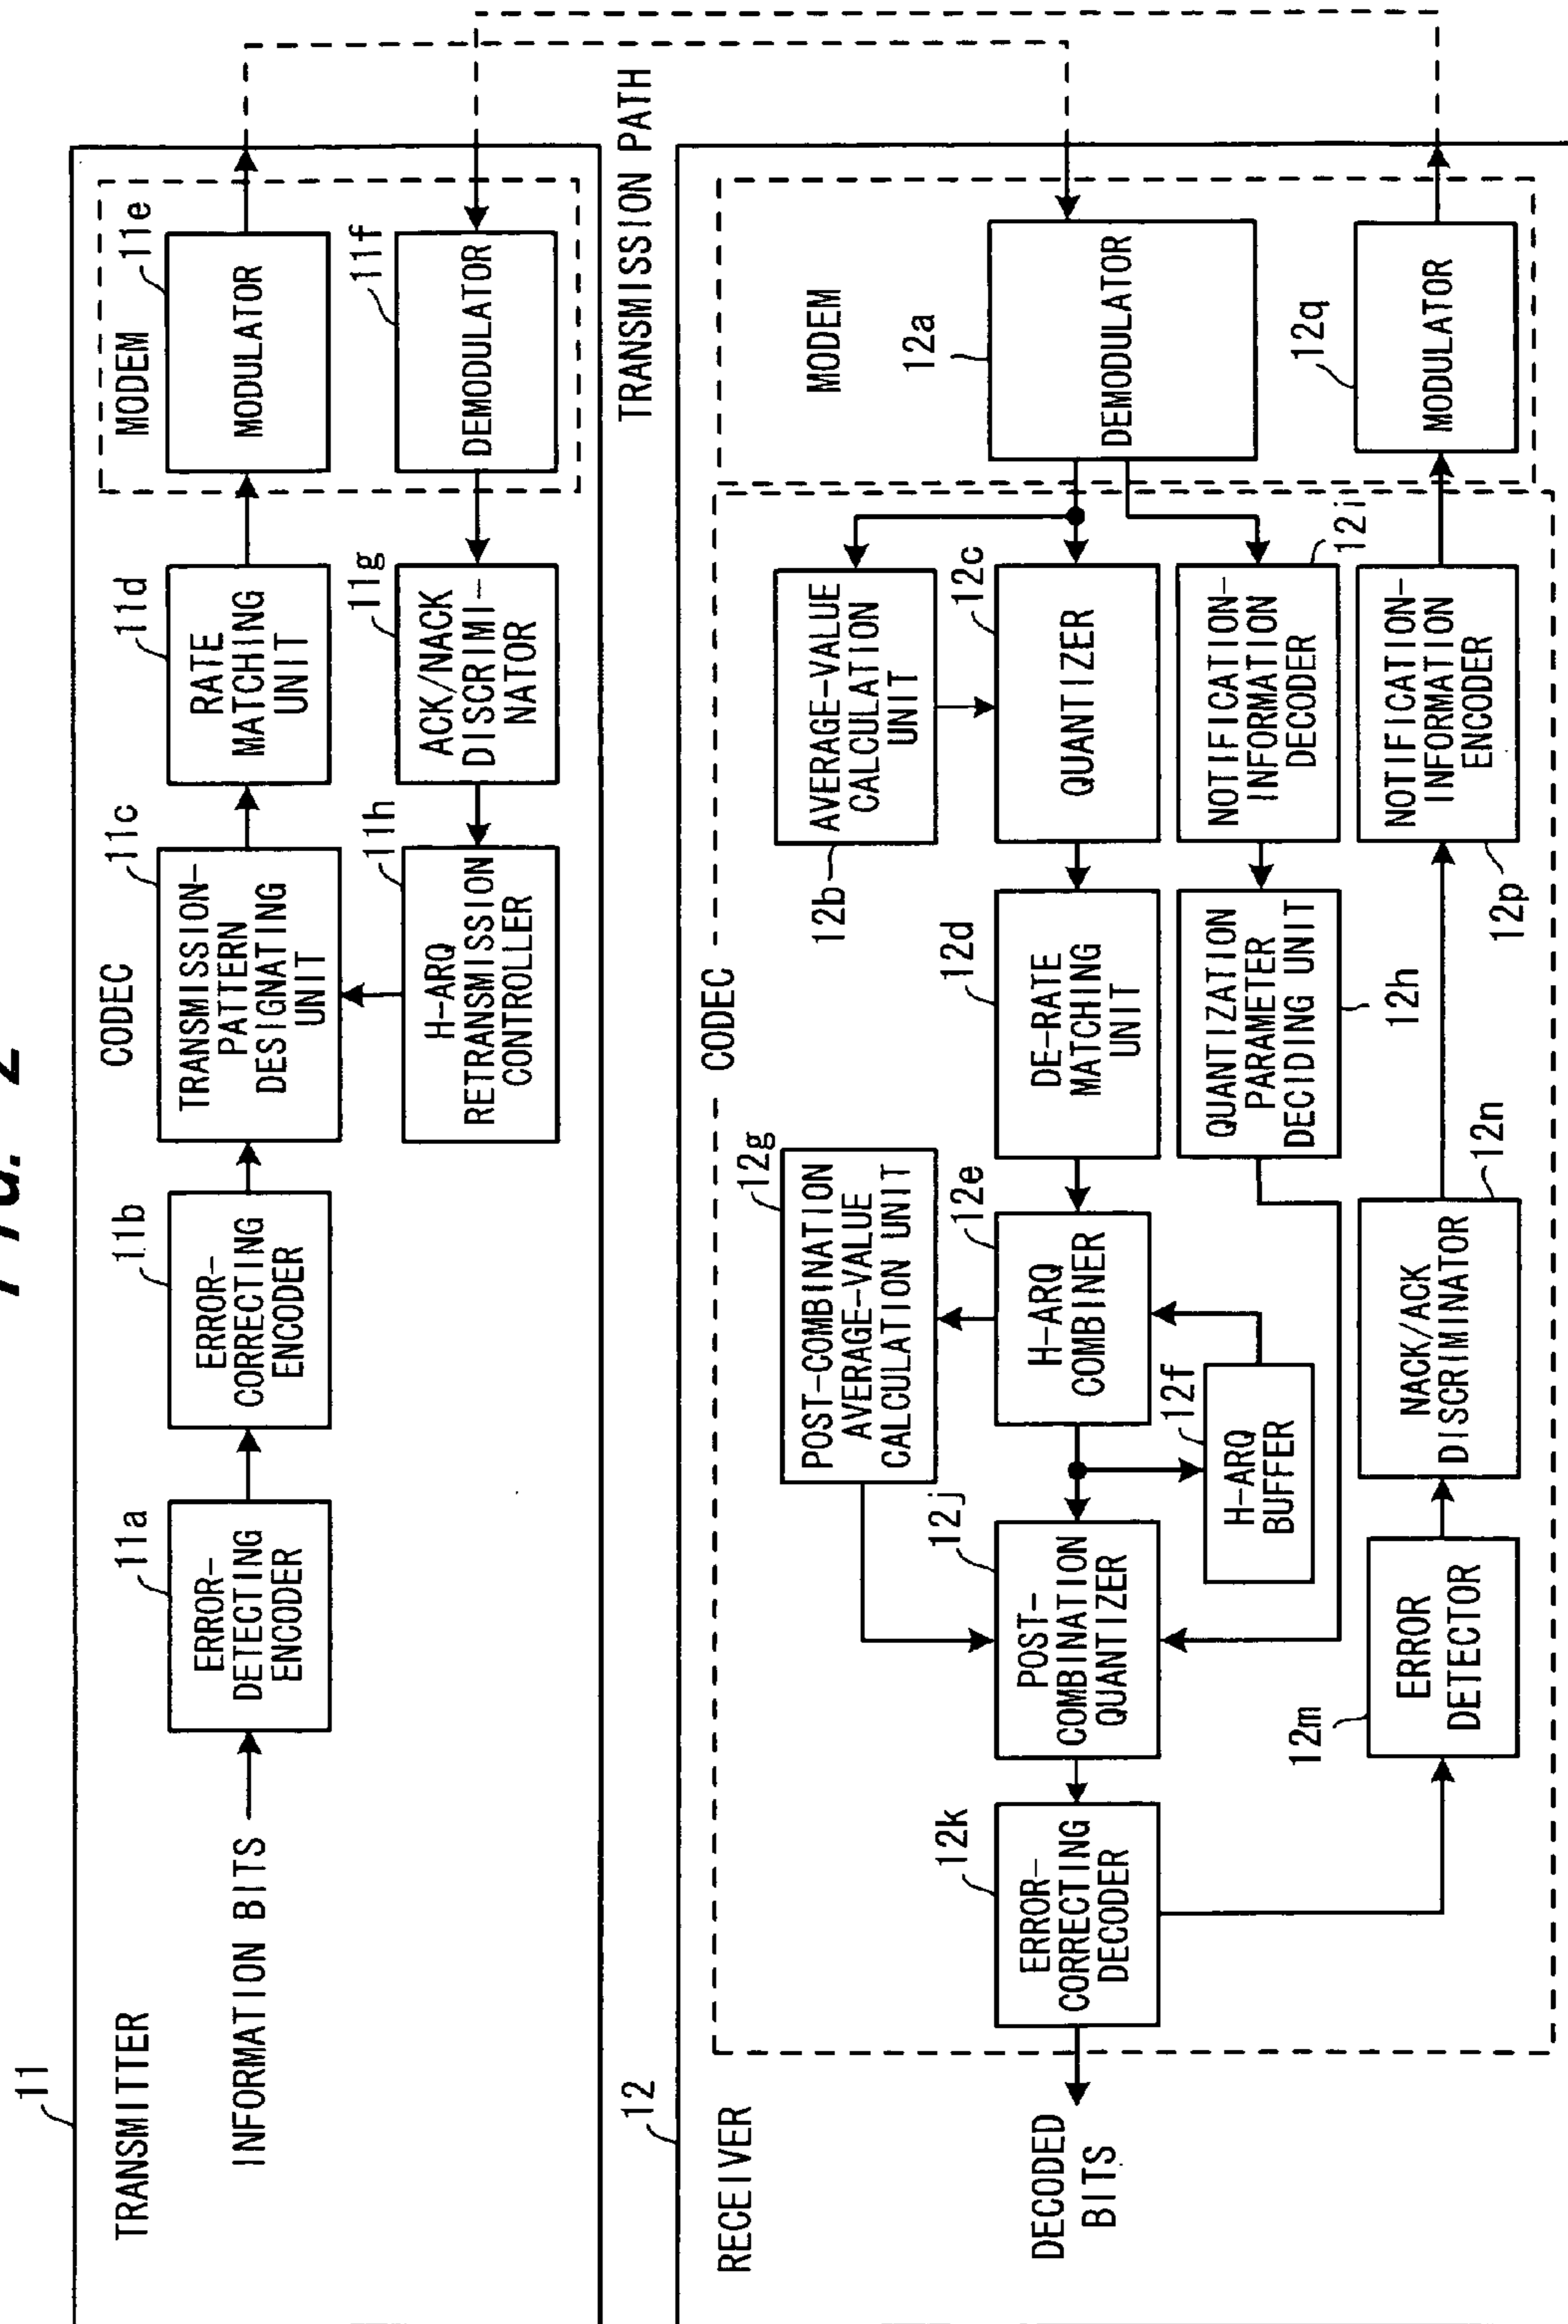 FIG. 2
11
TRANSMITTER
CODEC
MODEM
INFORMATION BITS
11a
ERROR-
DETECTING
ENCODER
11b
ERROR-
CORRECTING
ENCODER
11c
TRANSMISSION-
PATTERN
DESIGNATING
UNIT
11d
RATE
MATCHING
UNIT
11e
MODULATOR
11h
H-ARQ
RETRANSMISSION
CONTROLLER
11g
ACK/NACK
DISCRIMI-
NATOR
11f
DEMODULATOR
TRANSMISSION PATH
12
RECEIVER
CODEC
MODEM
12g
POST-COMBINATION
AVERAGE-VALUE
CALCULATION UNIT
12b
AVERAGE-VALUE
CALCULATION
UNIT
12a
DEMODULATOR
DECODED
BITS
12k
ERROR-
CORRECTING
DECODER
12j
POST-
COMBINATION
QUANTIZER
12e
H-ARQ
COMBINER
12d
DE-RATE
MATCHING
UNIT
12c
QUANTIZER
12f
H-ARQ
BUFFER
QUANTIZATION
PARAMETER
DECIDING UNIT
12h
NOTIFICATION-
INFORMATION
DECODER
12i
12m
ERROR
DETECTOR
NACK/ACK
DISCRIMINATOR
12n
NOTIFICATION-
INFORMATION
ENCODER
12p
12q
MODULATOR